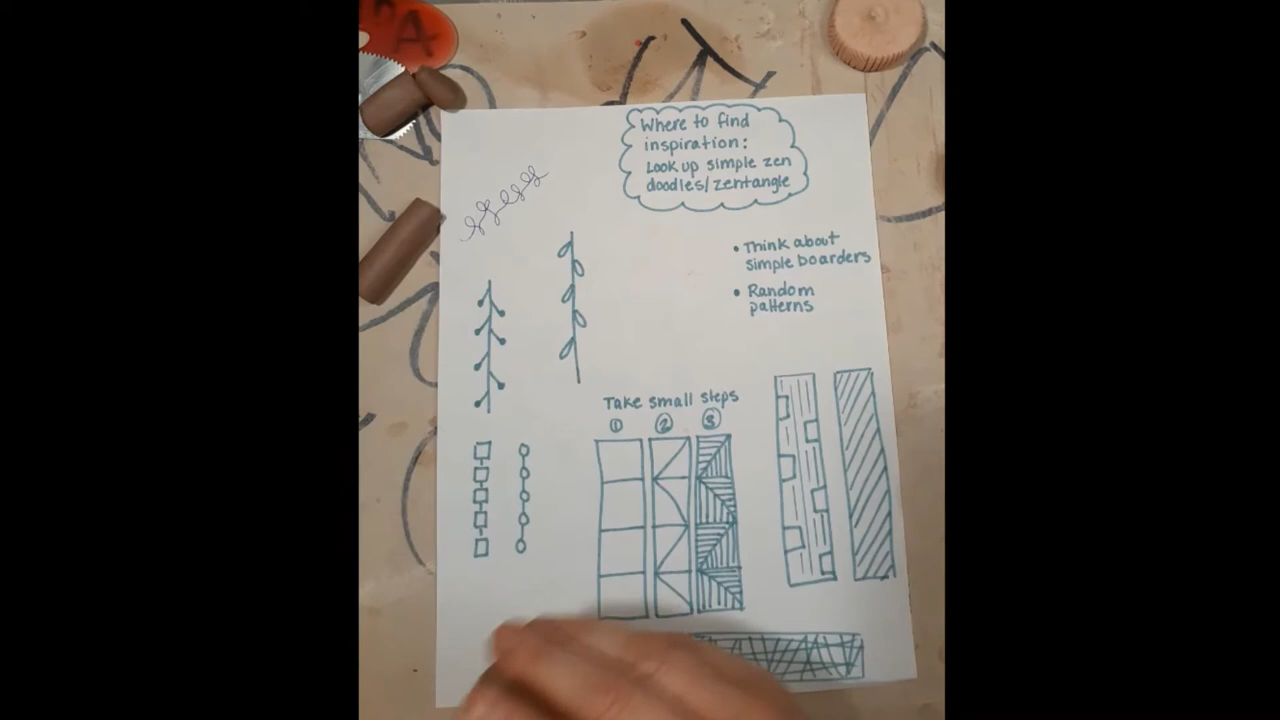 A
Where to find
inspiration:
Look up simple zen
doodles/zentangle
• Think about
simple boarders
• Random
patterns
Take small steps
① ② ③